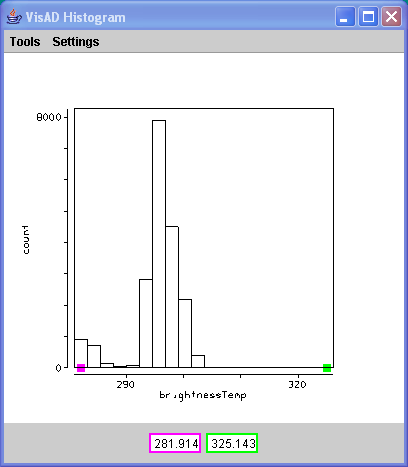 VisAD Histogram
Tools Settings
8000
count
0
290 320
brightnessTemp
281.914 325.143